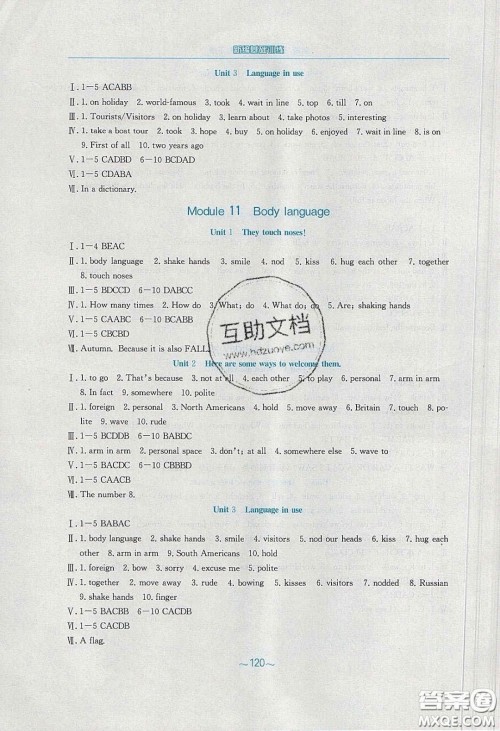 新编基础训练
Unit 3 Language in use
Ⅰ. 1—5 ACABB
Ⅱ. 1. on holiday 2. world-famous 3. took 4. wait in line 5. top 6. till 7. on
Ⅲ. 1. Tourists/Visitors 2. on holiday 3. learn about 4. take photos 5. interesting
Ⅳ. 1. take a boat tour 2. took 3. hope 4. buy 5. on holiday 6. enjoyed 7. wait in line 8. is on
9. First of all 10. two years ago
Ⅴ. 1—5 CADBD 6—10 BCDAD
Ⅵ. 1—5 CDABA
Ⅶ. In a dictionary.
Module 11 Body language
Unit 1 They touch noses!
Ⅰ. 1—4 BEAC
Ⅱ. 1. body language 2. shake hands 3. smile 4. nod 5. kiss 6. hug each other 7. together
8. touch noses
Ⅲ. 1—5 BDCCD 6—10 DABCC
Ⅳ. 1. How many times 2. How do 3. What; do 4. What do; do 5. Are; shaking hands
Ⅴ. 1—5 CAABC 6—10 BCABB
Ⅵ. 1—5 CBCBD
Ⅶ. Autumn. Because it is also FALL.
Unit 2 Here are some ways to welcome them.
Ⅰ. 1. to go 2. That's because 3. not at all 4. each other 5. to play 6. personal 7. arm in arm
8. In fact 9. somewhere 10. polite
Ⅱ. 1. foreign 2. personal 3. North Americans 4. hold 5. move away 6. Britain 7. touch 8. po-
lite 9. wave 10. rude
Ⅲ. 1—5 BCDDB 6—10 BABDC
Ⅳ. 1. arm in arm 2. personal space 3. don't; at all 4. somewhere else 5. wave to
Ⅴ. 1—5 BACDC 6—10 CBBBD
Ⅵ. 1—5 CAACB
Ⅶ. The number 8.
Unit 3 Language in use
Ⅰ. 1—5 BABAC
Ⅱ. 1. body language 2. shake hands 3. smile 4. visitors 5. nod our heads 6. kiss 7. hug each
other 8. arm in arm 9. South Americans 10. hold
Ⅲ. 1. foreign 2. bow 3. sorry 4. excuse me 5. polite
Ⅳ. 1. together 2. move away 3. rude 4. bowing 5. kisses 6. visitors 7. nodded 8. Russian
9. shake hands 10. finger
Ⅴ. 1—5 BACBB 6—10 CACDB
Ⅵ. 1—5 CACDB
Ⅶ. A flag.
～120～
互助文档
www.hdzuoye.com
答案圈
MXQE.COM